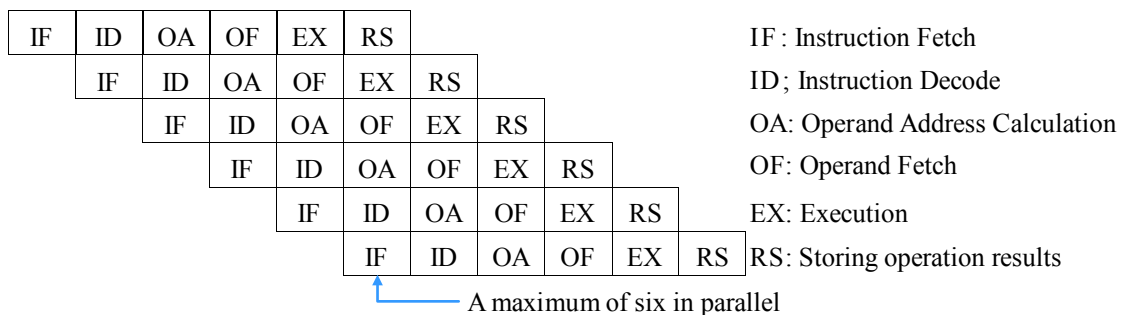 IF ID OA OF EX RS IF: Instruction Fetch
IF ID OA OF EX RS ID; Instruction Decode
IF ID OA OF EX RS OA: Operand Address Calculation
IF ID OA OF EX RS OF: Operand Fetch
IF ID OA OF EX RS EX: Execution
IF ID OA OF EX RS RS: Storing operation results
A maximum of six in parallel